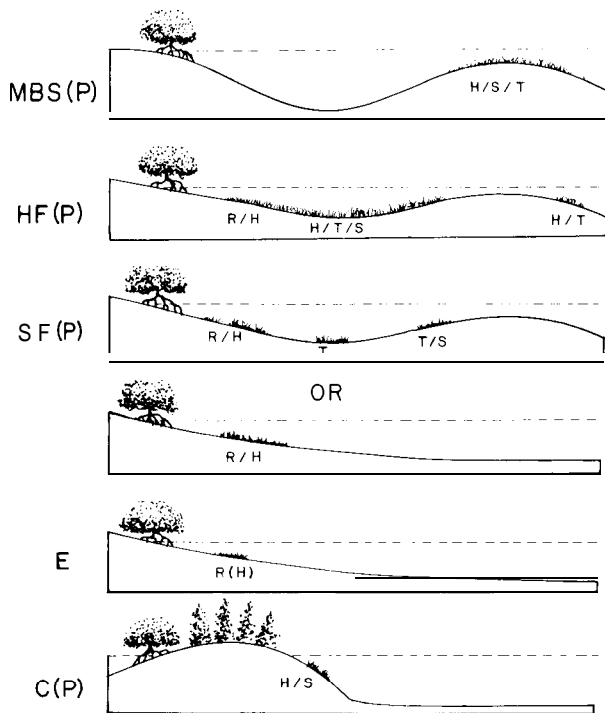 MBS(P)
H/S/T
HF(P)
R/H
H/T/S
H/T
SF(P)
R/H
T
T/S
OR
R/H
E
R(H)
C(P)
H/S